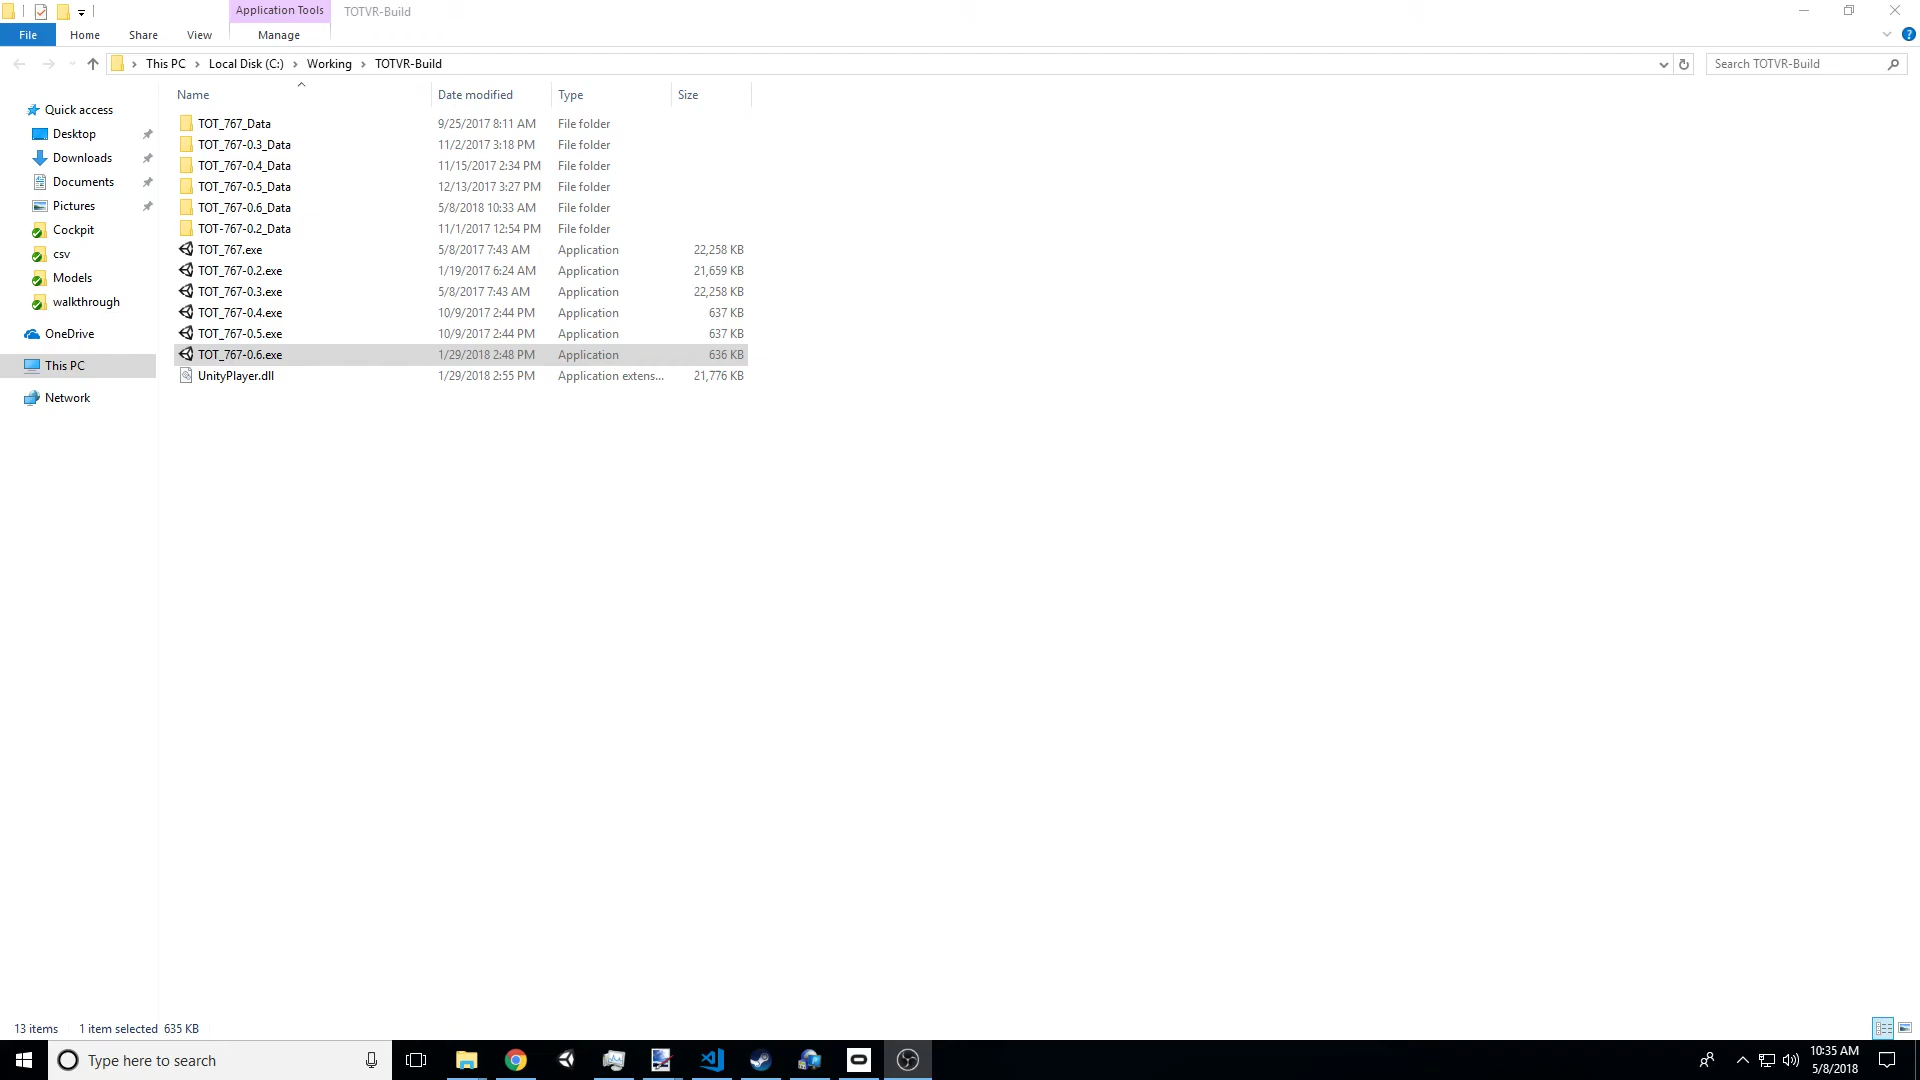 Application Tools TOTVR-Build
File Home Share View Manage
This PC Local Disk (C:) Working TOTVR-Build Search TOTVR-Build
Name Date modified Type Size
Quick access
Desktop
Downloads
Documents
Pictures
Cockpit
csv
Models
walkthrough
OneDrive
This PC
Network
TOT_767_Data 9/25/2017 8:11 AM File folder
TOT_767-0.3_Data 11/2/2017 3:18 PM File folder
TOT_767-0.4_Data 11/15/2017 2:34 PM File folder
TOT_767-0.5_Data 12/13/2017 3:27 PM File folder
TOT_767-0.6_Data 5/8/2018 10:33 AM File folder
TOT-767-0.2_Data 11/1/2017 12:54 PM File folder
TOT_767.exe 5/8/2017 7:43 AM Application 22,258 KB
TOT_767-0.2.exe 1/19/2017 6:24 AM Application 21,659 KB
TOT_767-0.3.exe 5/8/2017 7:43 AM Application 22,258 KB
TOT_767-0.4.exe 10/9/2017 2:44 PM Application 637 KB
TOT_767-0.5.exe 10/9/2017 2:44 PM Application 637 KB
TOT_767-0.6.exe 1/29/2018 2:48 PM Application 636 KB
UnityPlayer.dll 1/29/2018 2:55 PM Application extens... 21,776 KB
13 items 1 item selected 635 KB
Type here to search
10:35 AM
5/8/2018